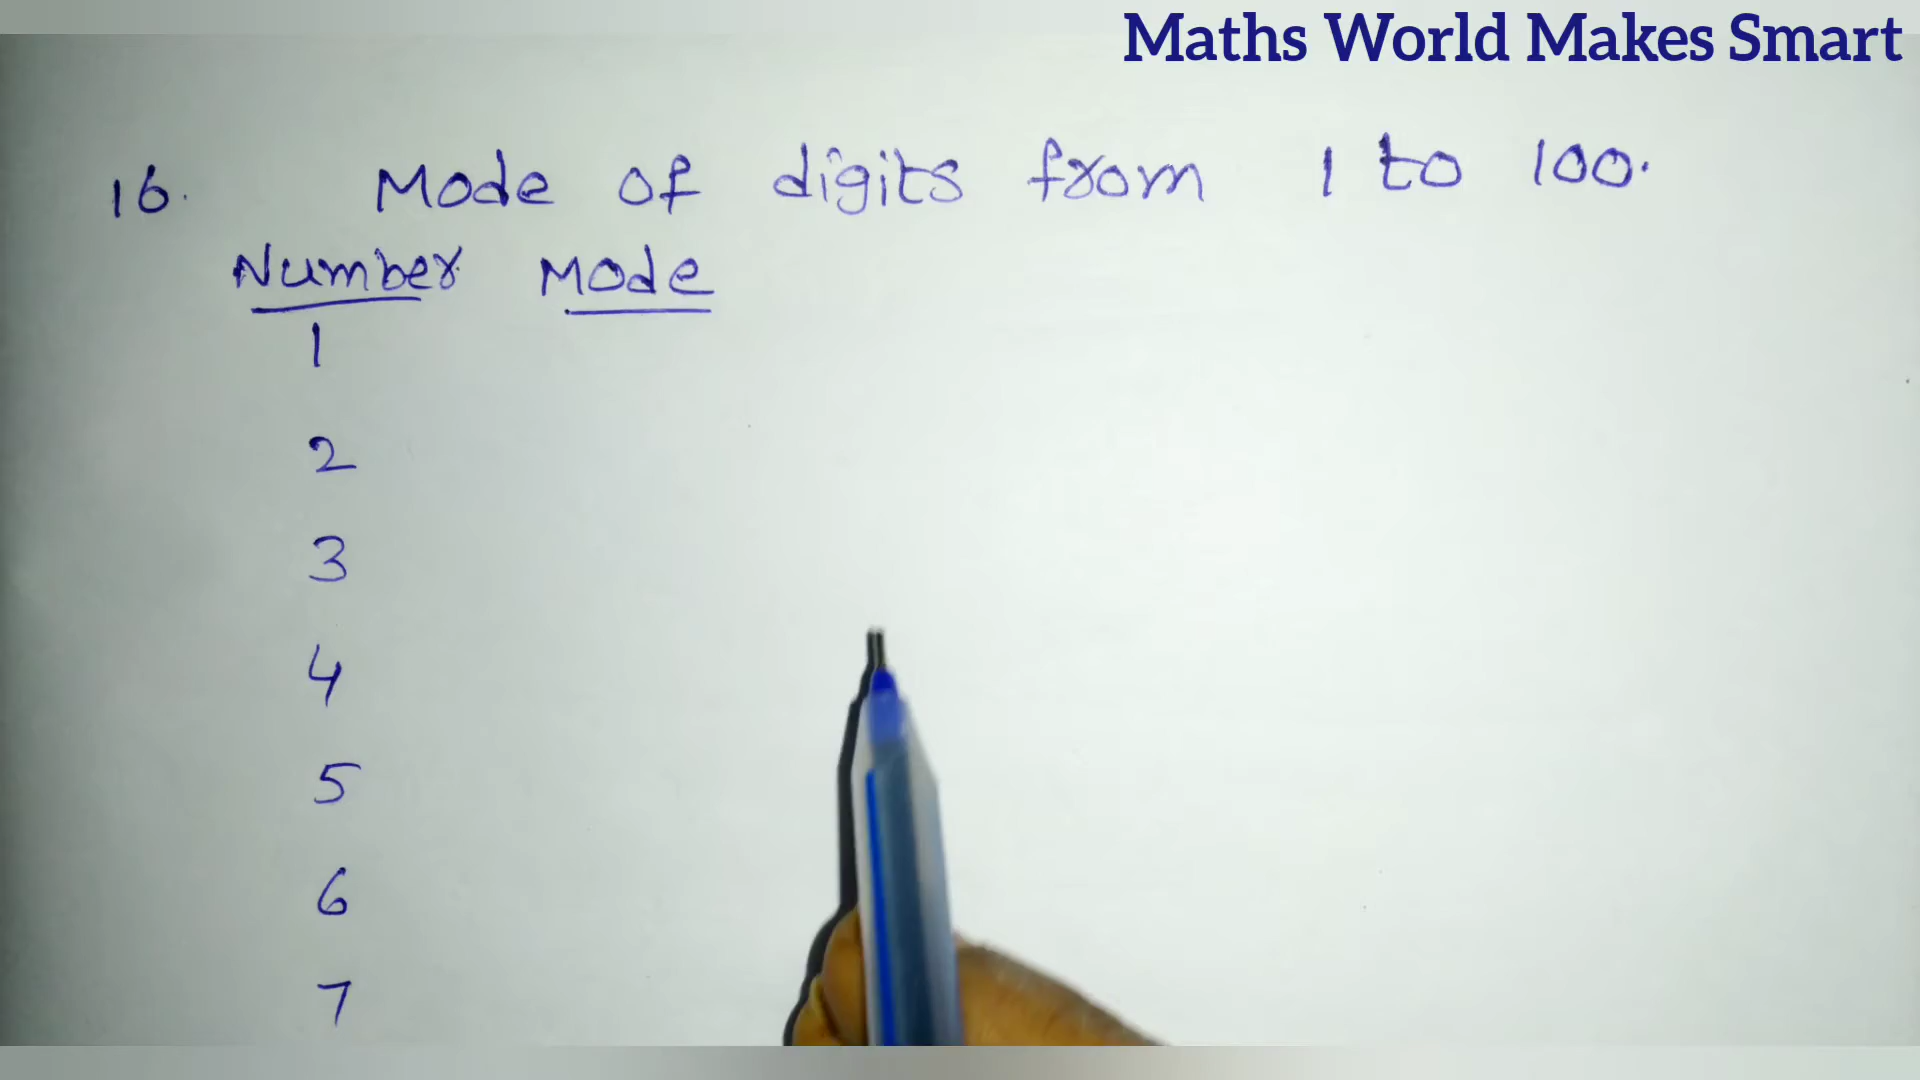 Maths World Makes Smart
16. Mode of digits from 1 to 100.
Number Mode
1
2
3
4
5
6
7